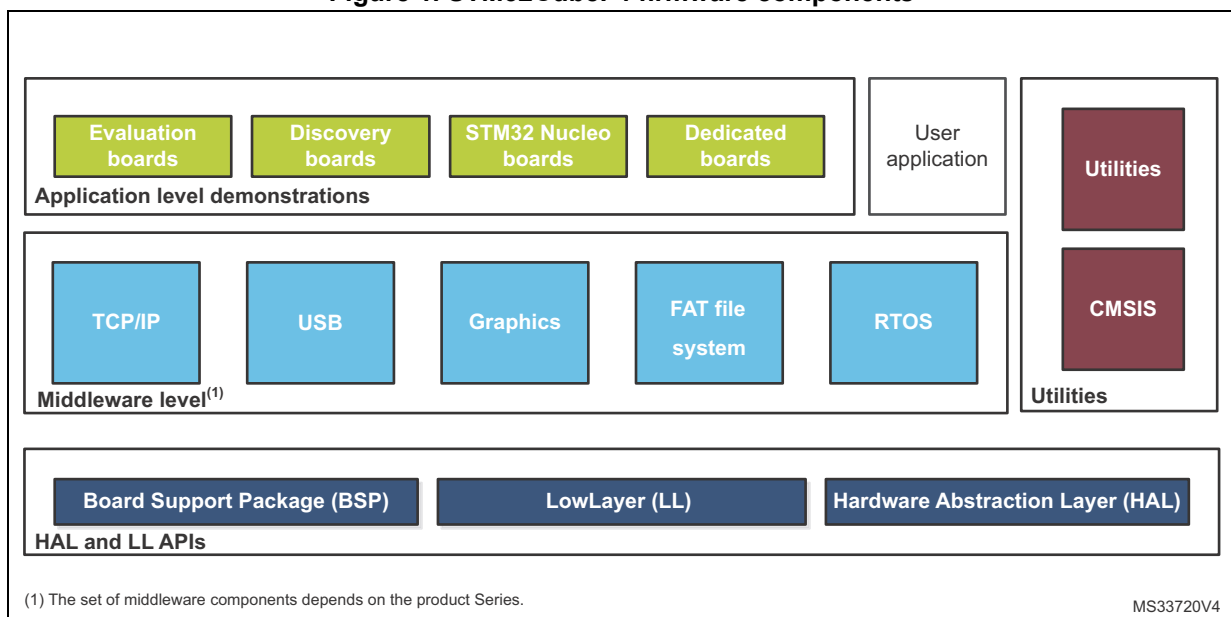 Evaluation
boards
Discovery
boards
STM32 Nucleo
boards
Dedicated
boards
Application level demonstrations
User
application
Utilities
CMSIS
Utilities
TCP/IP
USB
Graphics
FAT file
system
RTOS
Middleware level(1)
Board Support Package (BSP)
LowLayer (LL)
Hardware Abstraction Layer (HAL)
HAL and LL APIs
(1) The set of middleware components depends on the product Series.
MS33720V4